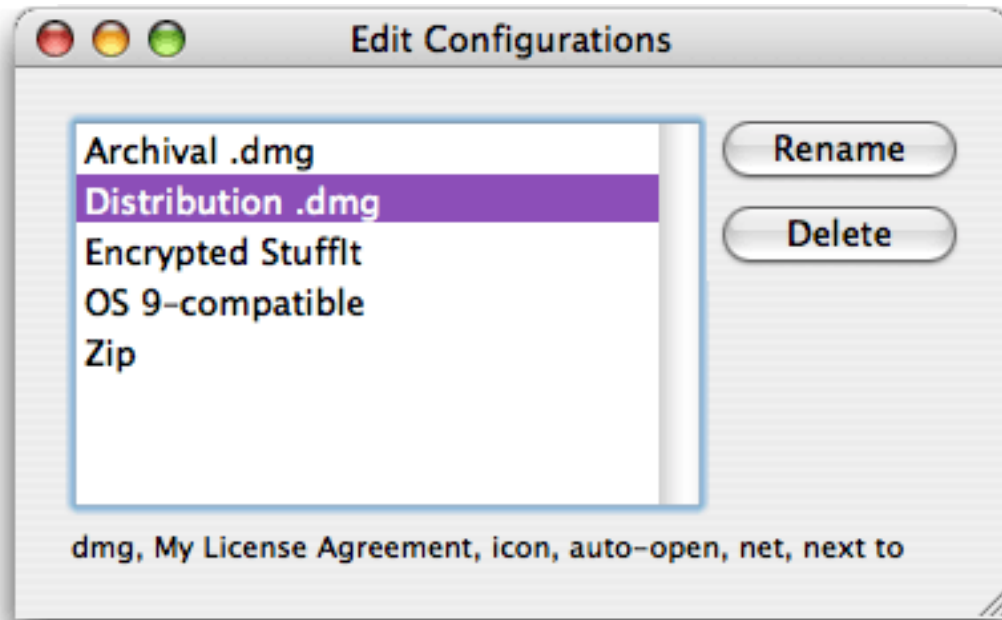 Edit Configurations
Archival .dmg
Rename
Distribution .dmg
Delete
Encrypted StuffIt
OS 9-compatible
Zip
dmg, My License Agreement, icon, auto-open, net, next to